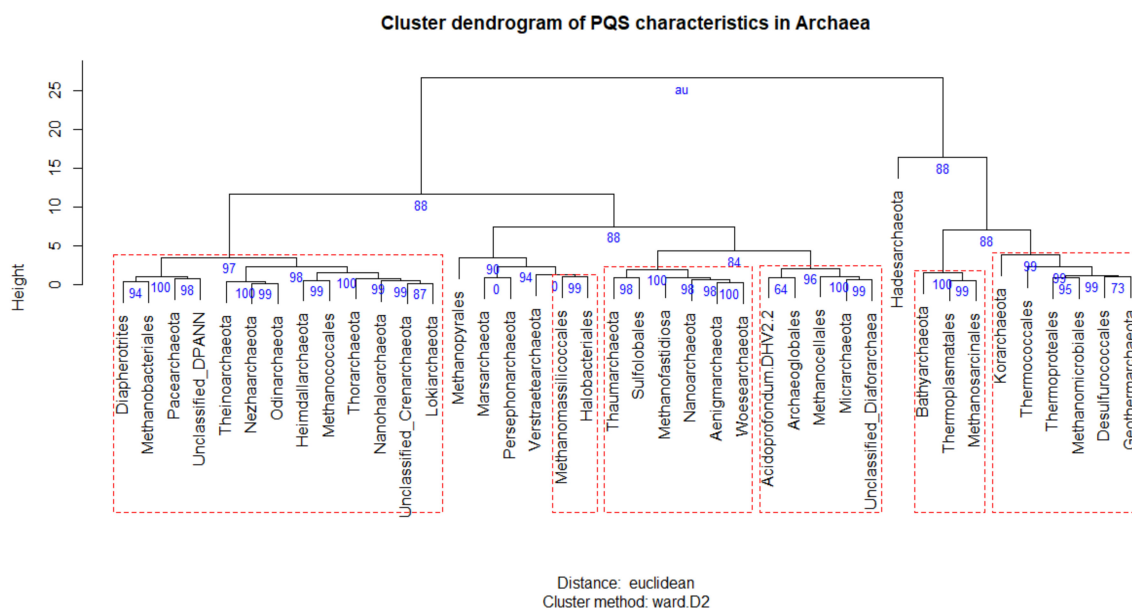 Cluster dendrogram of PQS characteristics in Archaea
Height
25
20
15
10
5
0
au
88
88
88
88
84
97
98
100
94
98
100
99
99
100
99
99
87
90
0
94
0
99
100
98
98
98
100
96
64
100
99
100
99
99
89
99
95
73
Diapherotrites
Methanobacteriales
Pacearchaeota
Unclassified_DPANN
Theinoarchaeota
Nezhaarchaeota
Odinarchaeota
Heimdallarchaeota
Methanococcales
Thorarchaeota
Nanohaloarchaeota
Unclassified_Crenarchaeota
Lokiarchaeota
Methanopyrales
Marsarchaeota
Persephonarchaea
Verstraetearchaeota
Methanomassiliicoccales
Halobacteriales
Thaumarchaeota
Sulfolobales
Methanofastidiosa
Nanoarchaeota
Aenigmarchaeota
Woesearchaeota
Acidoprofondum.DHV2.2
Archaeoglobales
Methanocellales
Micrarchaeota
Unclassified_Diaforarchaea
Hadesarchaeota
Bathyarchaeota
Thermoplasmatales
Methanosarcinales
Korarchaeota
Thermococcales
Thermoproteales
Methanomicrobiales
Desulfurococcales
Geothermarchaeota
Distance: euclidean
Cluster method: ward.D2